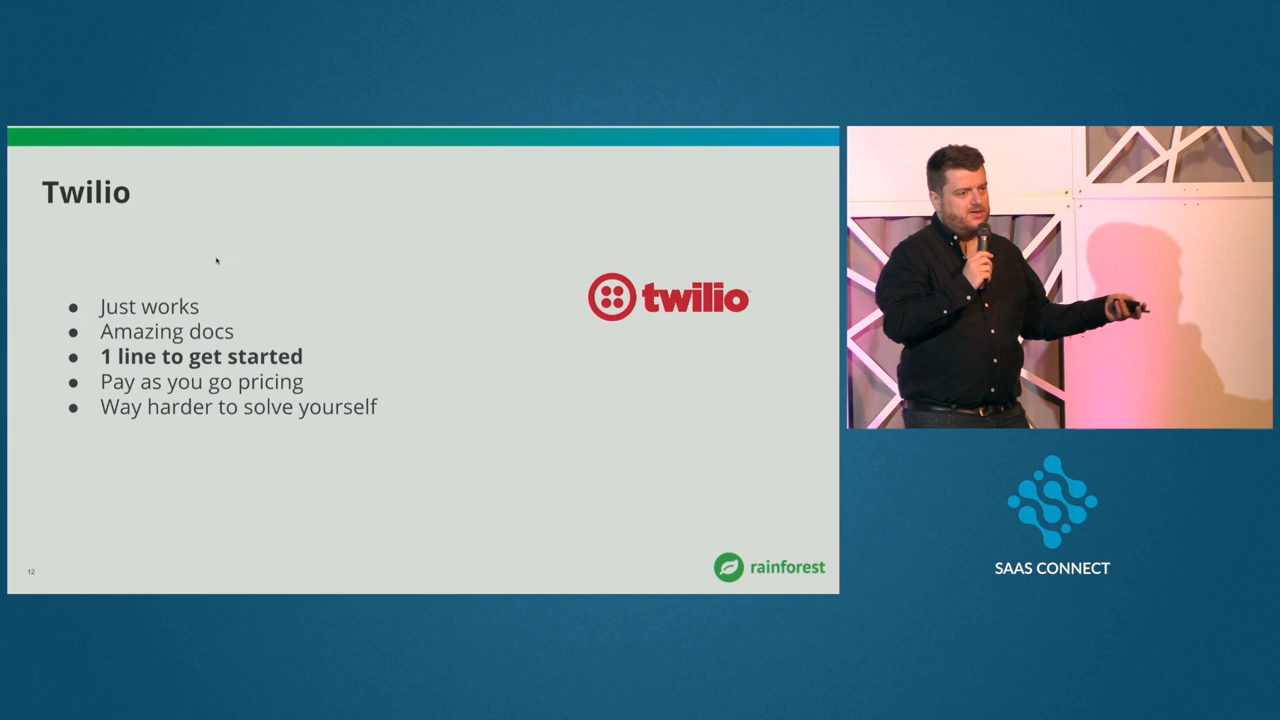 Twilio
● Just works
● Amazing docs
● 1 line to get started
● Pay as you go pricing
● Way harder to solve yourself
twilio
12
rainforest
SAAS CONNECT